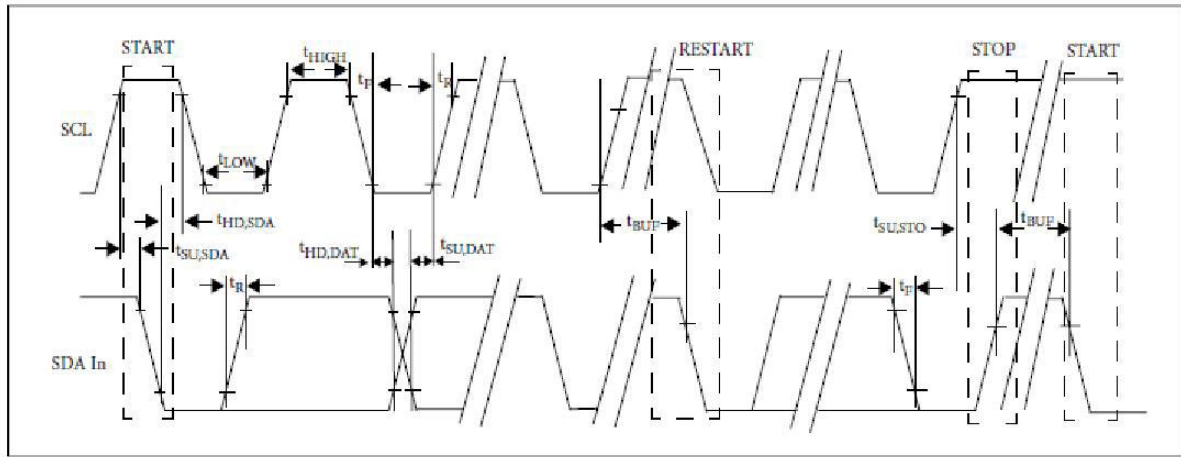 START
tHIGH
RESTART
STOP
START
tF
tR
SCL
tLOW
tHD,SDA
tSU,SDA
tHD,DAT
tSU,DAT
tBUF
tSU,STO
tBUF
tR
tF
SDA In